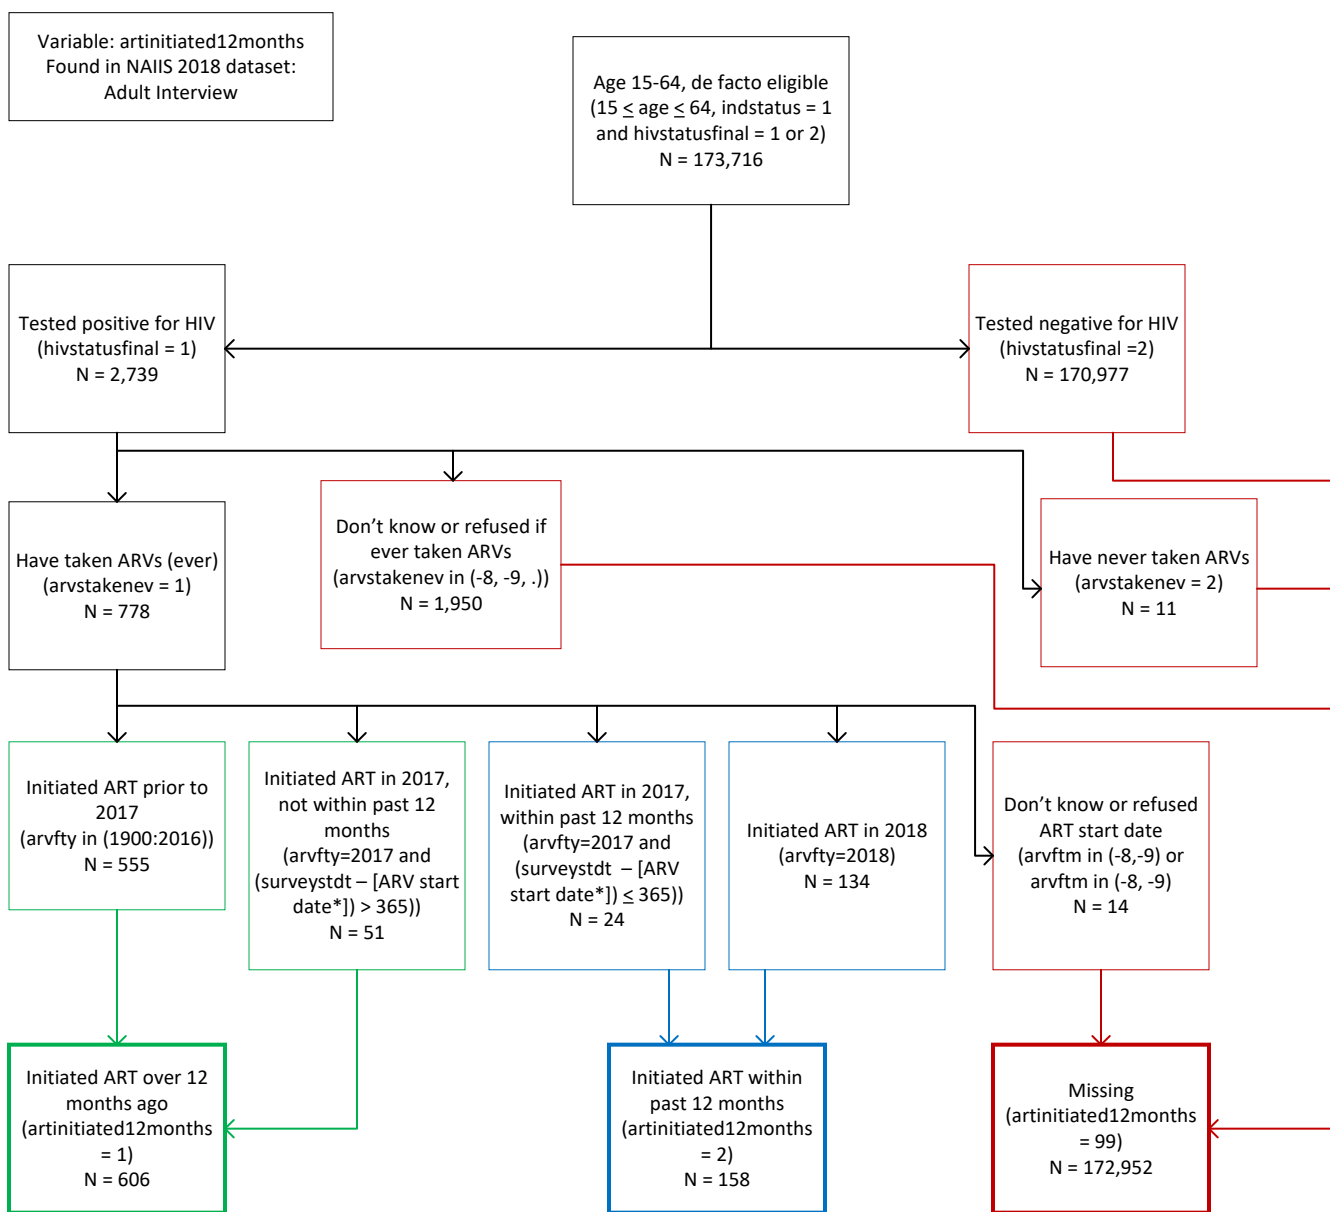 Variable: artinitiated12months
Found in NAIIS 2018 dataset:
Adult Interview
Age 15-64, de facto eligible
(15 ≤ age ≤ 64, indstatus = 1
and hivstatusfinal = 1 or 2)
N = 173,716
Tested positive for HIV
(hivstatusfinal = 1)
N = 2,739
Tested negative for HIV
(hivstatusfinal =2)
N = 170,977
Have taken ARVs (ever)
(arvstakenev = 1)
N = 778
Don’t know or refused if
ever taken ARVs
(arvstakenev in (-8, -9, .))
N = 1,950
Have never taken ARVs
(arvstakenev = 2)
N = 11
Initiated ART prior to
2017
(arvfty in (1900:2016))
N = 555
Initiated ART in 2017,
not within past 12
months
(arvfty=2017 and
(surveystdt – [ARV start
date*]) > 365))
N = 51
Initiated ART in 2017,
within past 12 months
(arvfty=2017 and
(surveystdt – [ARV
start date*]) ≤ 365))
N = 24
Initiated ART in 2018
(arvfty=2018)
N = 134
Don’t know or refused
ART start date
(arvftm in (-8,-9) or
arvftm in (-8, -9)
N = 14
Initiated ART over 12
months ago
(artinitiated12months
= 1)
N = 606
Initiated ART within
past 12 months
(artinitiated12months
= 2)
N = 158
Missing
(artinitiated12months
= 99)
N = 172,952